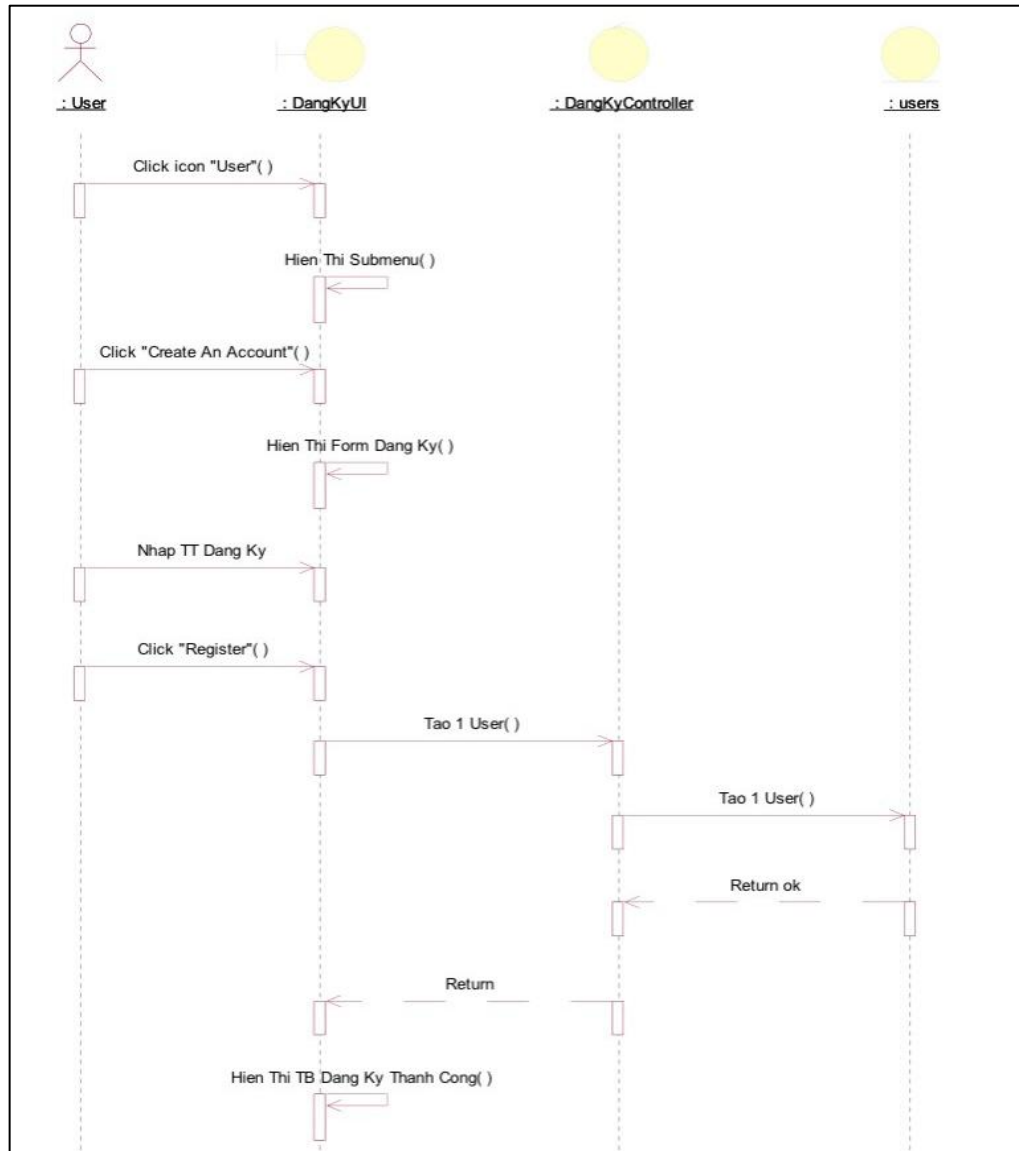 : User
: DangKyUI
: DangKyController
: users
Click icon "User"( )
Hien Thi Submenu( )
Click "Create An Account"( )
Hien Thi Form Dang Ky( )
Nhap TT Dang Ky
Click "Register"( )
Tao 1 User( )
Tao 1 User( )
Return ok
Return
Hien Thi TB Dang Ky Thanh Cong( )